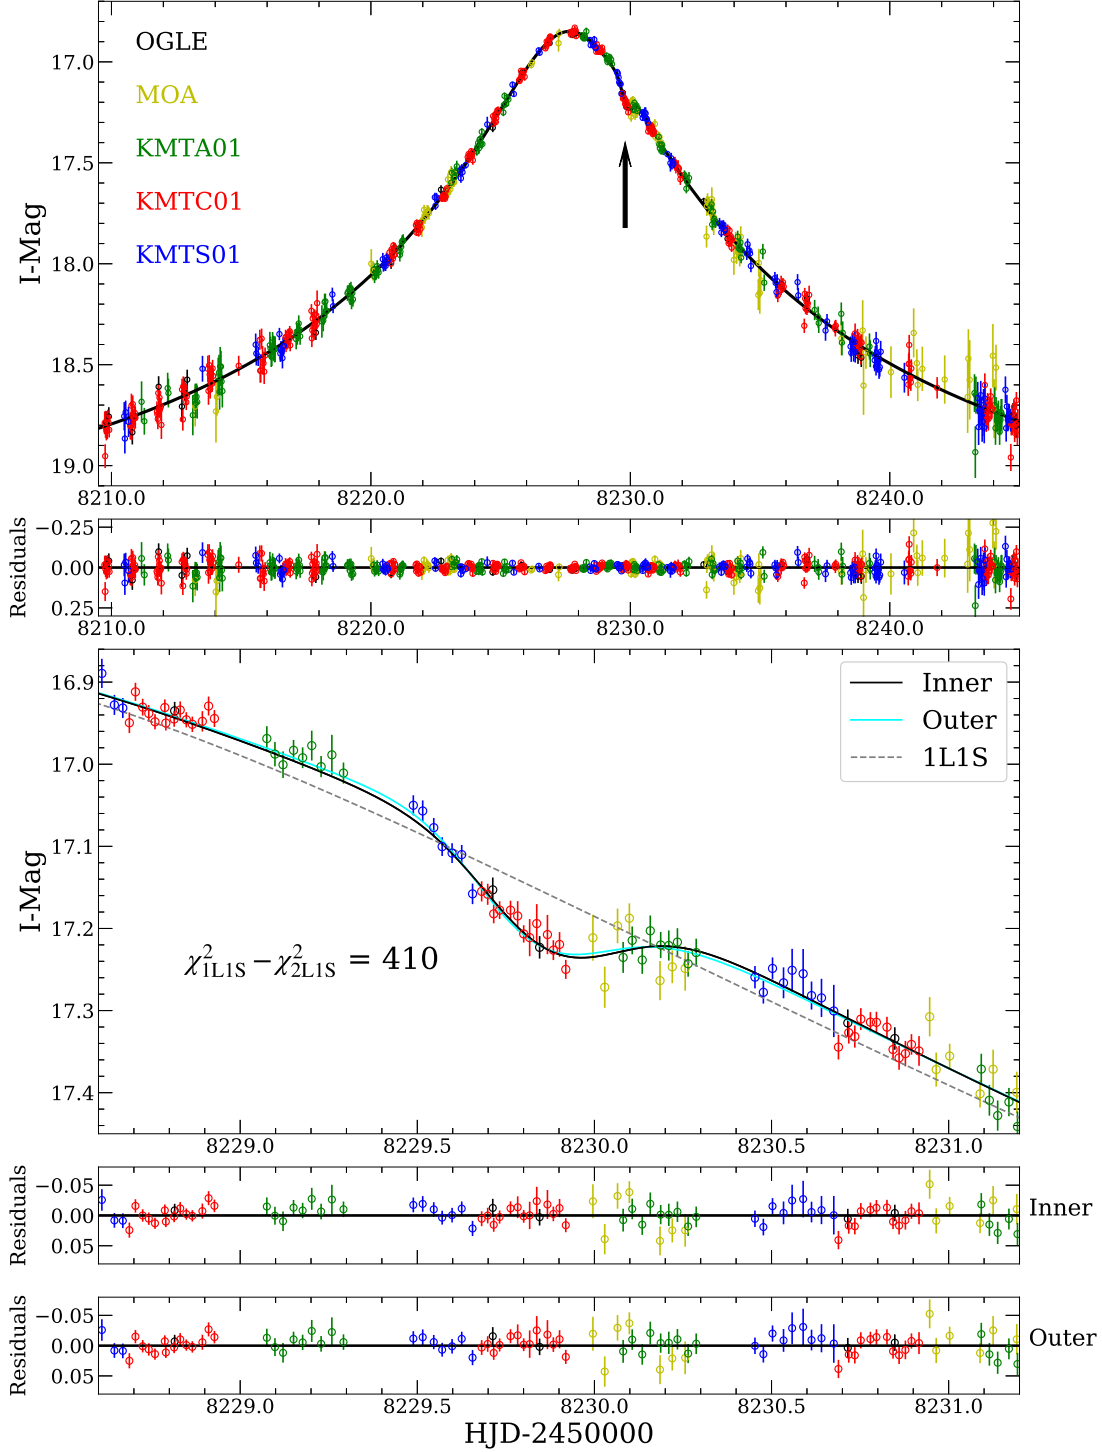 OGLE
MOA
KMTA01
KMTC01
KMTS01
I-Mag
17.0
17.5
18.0
18.5
19.0
8210.0 8220.0 8230.0 8240.0
Residuals
−0.25
0.00
0.25
8210.0 8220.0 8230.0 8240.0
Inner
Outer
1L1S
I-Mag
16.9
17.0
17.1
17.2
17.3
17.4
χ²1L1S − χ²2L1S = 410
8229.0 8229.5 8230.0 8230.5 8231.0
Residuals
−0.05
0.00
0.05
Inner
Residuals
−0.05
0.00
0.05
Outer
8229.0 8229.5 8230.0 8230.5 8231.0
HJD-2450000